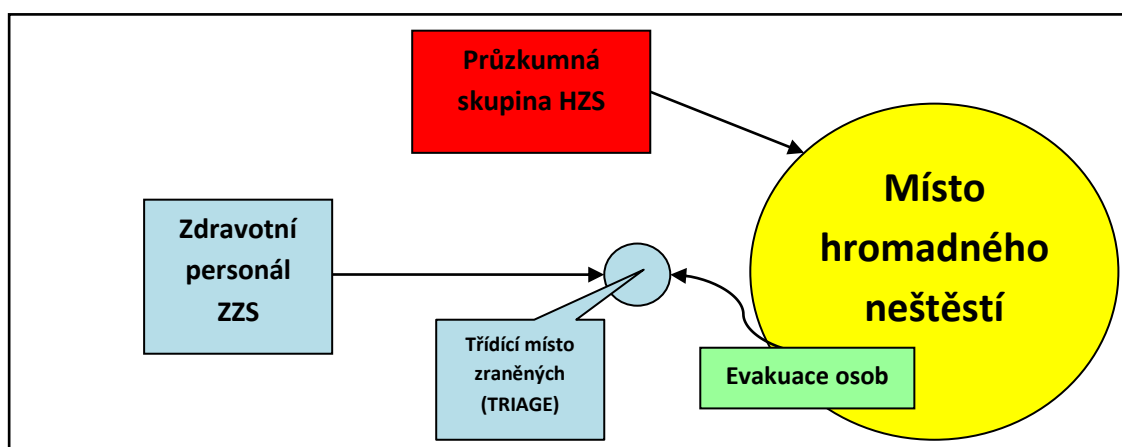 Průzkumná
skupina HZS
Místo
hromadného
neštěstí
Zdravotní
personál
ZZS
Třídící místo
zraněných
(TRIAGE)
Evakuace osob